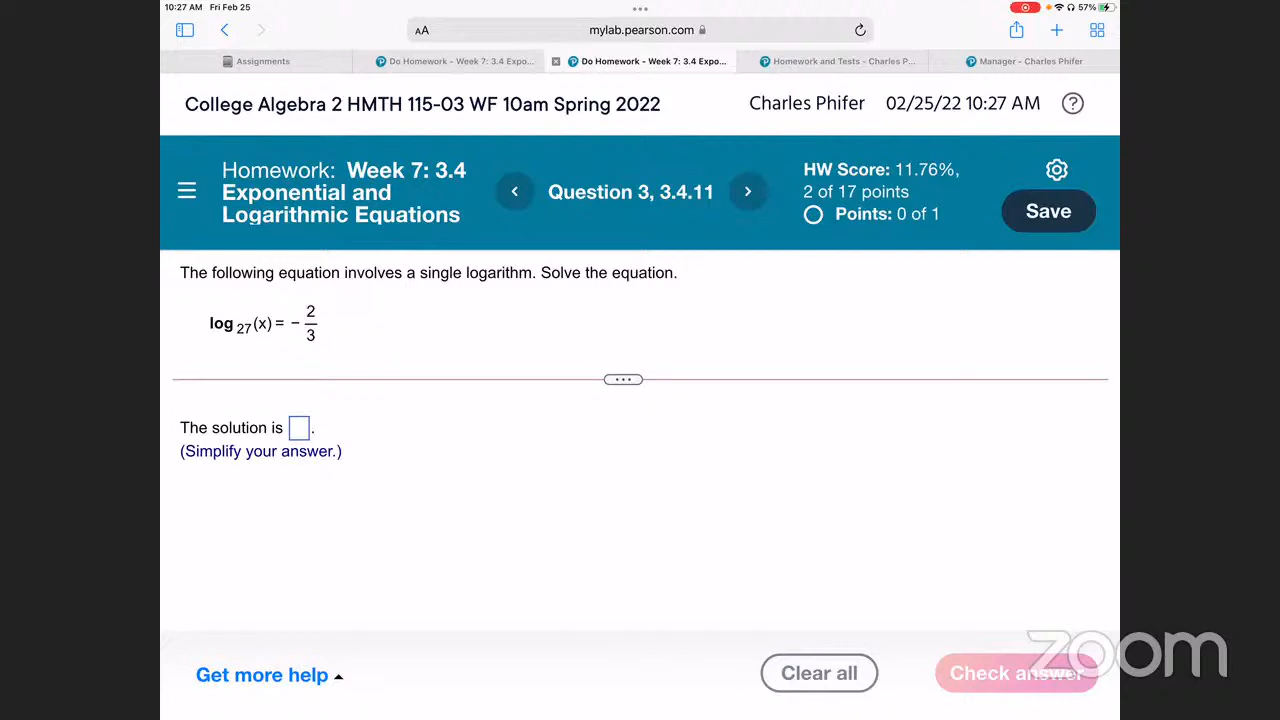 10:27 AM Fri Feb 25
57%
AA mylab.pearson.com
Assignments
Do Homework - Week 7: 3.4 Expo...
Do Homework - Week 7: 3.4 Expo...
Homework and Tests - Charles P...
Manager - Charles Phifer
College Algebra 2 HMTH 115-03 WF 10am Spring 2022
Charles Phifer 02/25/22 10:27 AM ?
Homework: Week 7: 3.4
Exponential and
Logarithmic Equations
Question 3, 3.4.11
HW Score: 11.76%,
2 of 17 points
Points: 0 of 1
Save
The following equation involves a single logarithm. Solve the equation.
log 27 (x) = - 2/3
The solution is .
(Simplify your answer.)
Get more help
Clear all
Check answer
zoom